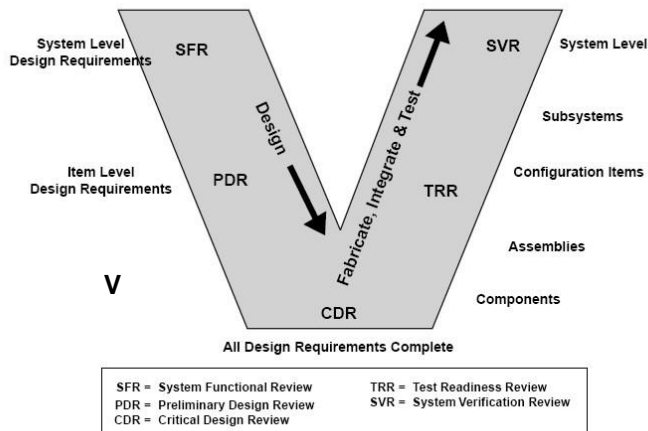 System Level
Design Requirements
SFR
SVR
System Level
Design
Fabricate, Integrate & Test
Subsystems
Item Level
Design Requirements
PDR
TRR
Configuration Items
Assemblies
V
CDR
Components
All Design Requirements Complete
SFR = System Functional Review
PDR = Preliminary Design Review
CDR = Critical Design Review
TRR = Test Readiness Review
SVR = System Verification Review